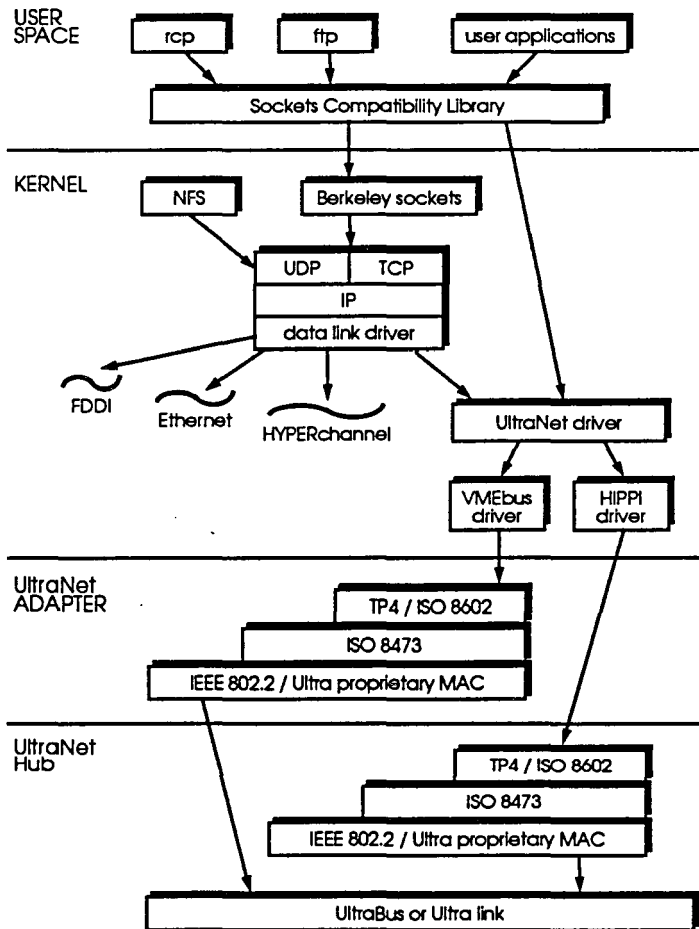 USER
SPACE
rcp
ftp
user applications
Sockets Compatibility Library
KERNEL
NFS
Berkeley sockets
UDP
TCP
IP
data link driver
FDDI
Ethernet
HYPERchannel
UltraNet driver
VMEbus
driver
HIPPI
driver
UltraNet
ADAPTER
TP4 / ISO 8602
ISO 8473
IEEE 802.2 / Ultra proprietary MAC
UltraNet
Hub
TP4 / ISO 8602
ISO 8473
IEEE 802.2 / Ultra proprietary MAC
UltraBus or Ultra link